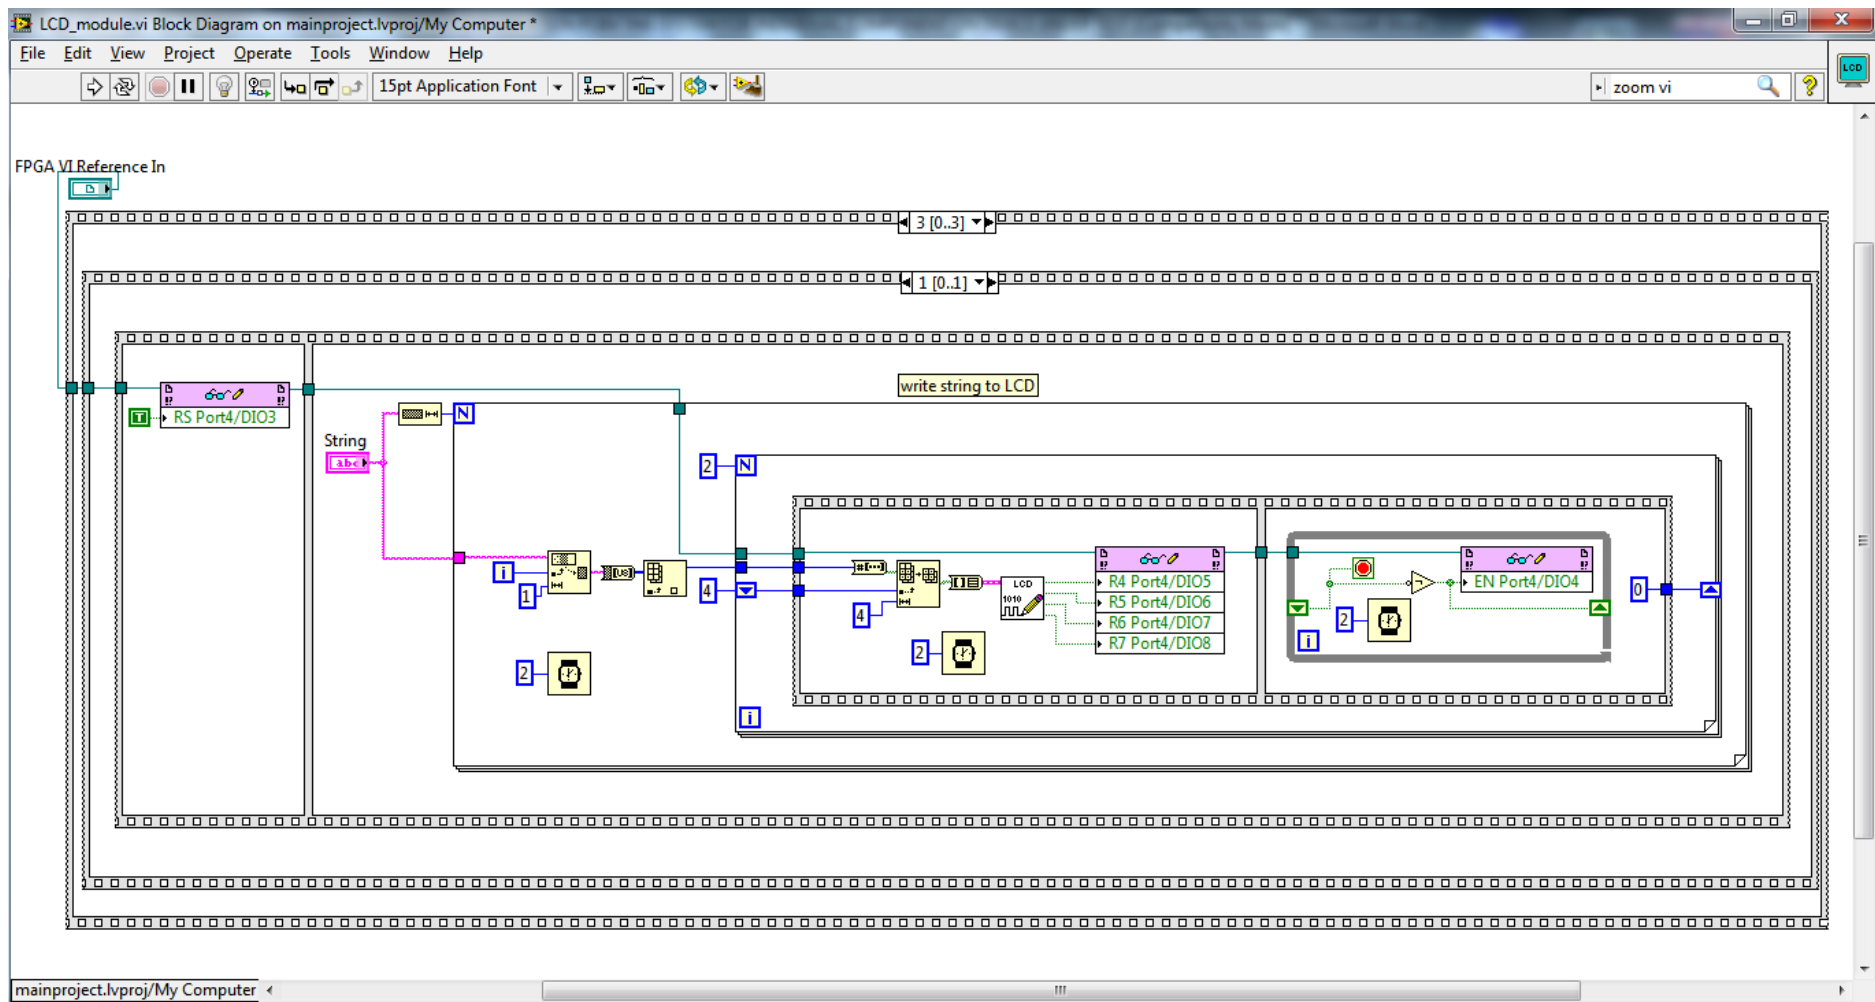 LCD_module.vi Block Diagram on mainproject.lvproj/My Computer *
File Edit View Project Operate Tools Window Help
15pt Application Font
zoom vi
?
LCD
FPGA VI Reference In
3 [0..3]
1 [0..1]
write string to LCD
T
RS Port4/DIO3
String
abc
N
2 N
i
1
[U8]
4
#[...]
4
LCD
1010
R4 Port4/DIO5
R5 Port4/DIO6
R6 Port4/DIO7
R7 Port4/DIO8
EN Port4/DIO4
2
i
0
2
2
i
mainproject.lvproj/My Computer